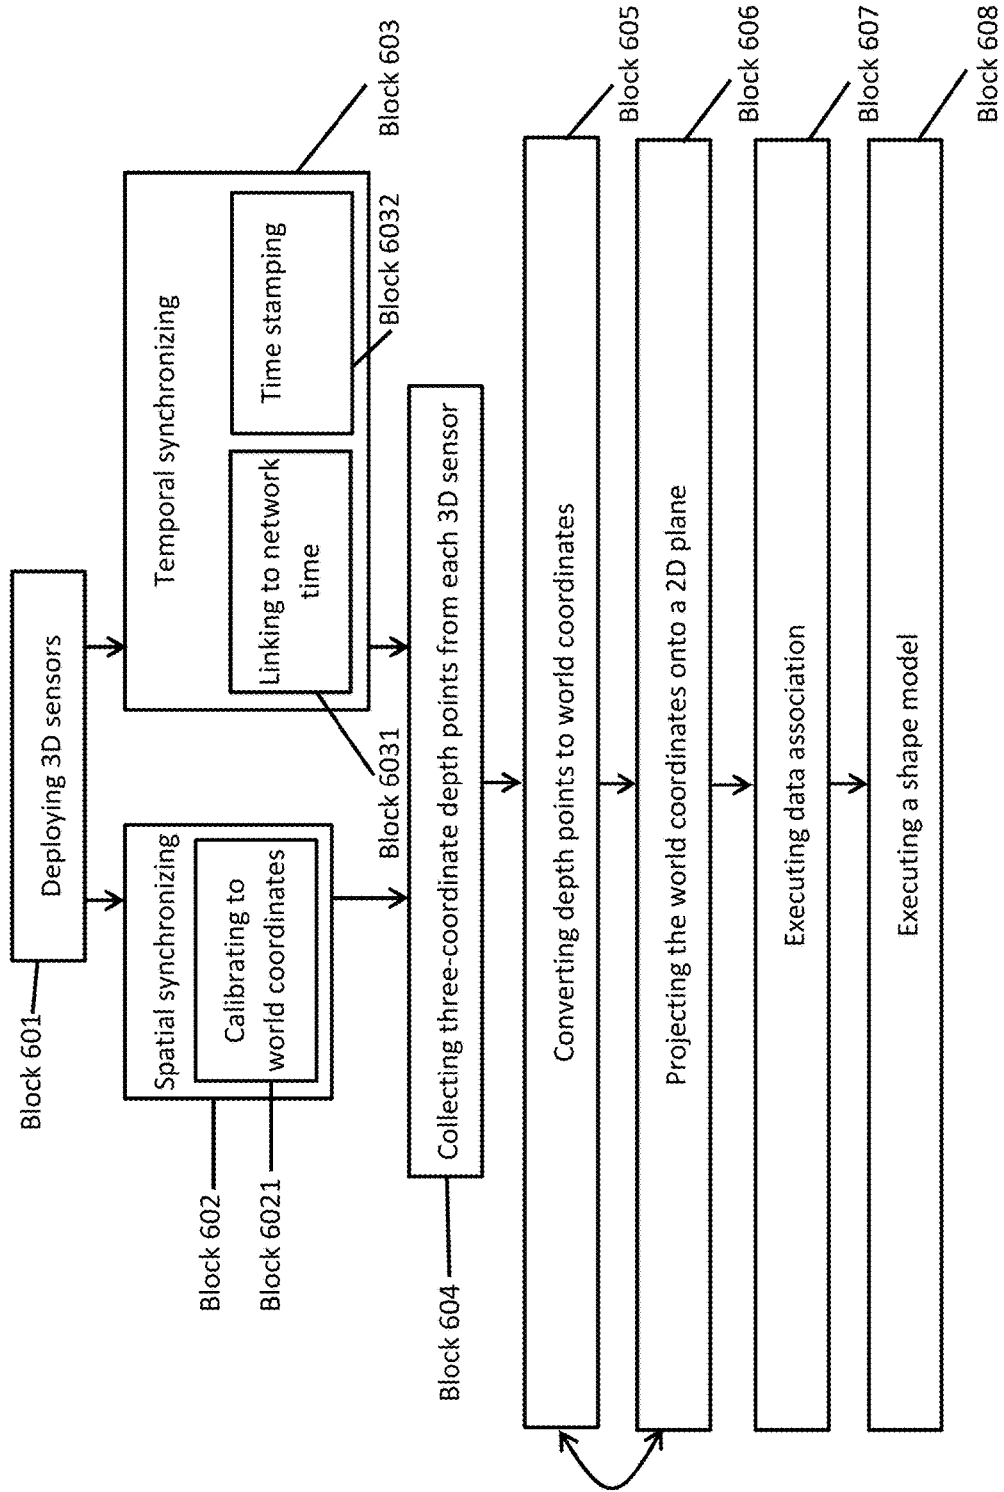 Block 601
Deploying 3D sensors
Block 602
Spatial synchronizing
Block 6021
Calibrating to
world coordinates
Temporal synchronizing
Block 603
Linking to network
time
Block 6031
Time stamping
Block 6032
Block 604
Collecting three-coordinate depth points from each 3D sensor
Converting depth points to world coordinates
Block 605
Projecting the world coordinates onto a 2D plane
Block 606
Executing data association
Block 607
Executing a shape model
Block 608